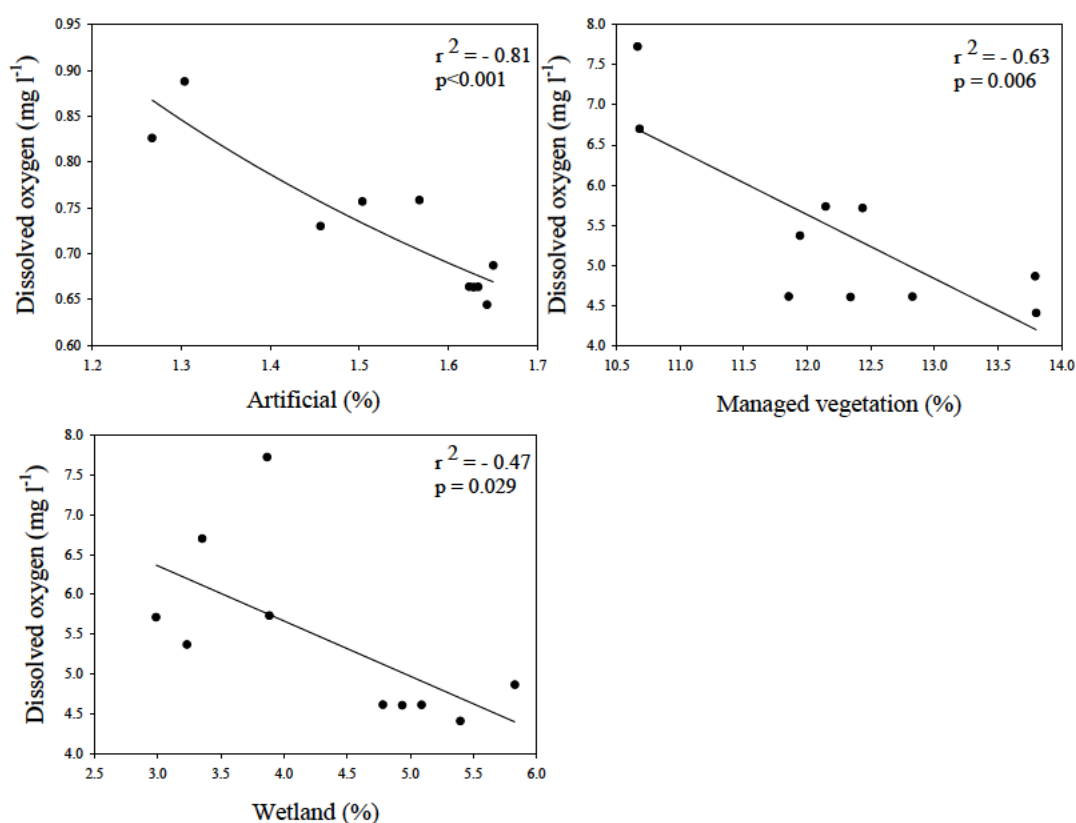 r 2 = - 0.81
p<0.001
Dissolved oxygen (mg l-1)
0.95
0.90
0.85
0.80
0.75
0.70
0.65
0.60
1.2 1.3 1.4 1.5 1.6 1.7
Artificial (%)
r 2 = - 0.63
p = 0.006
Dissolved oxygen (mg l-1)
8.0
7.5
7.0
6.5
6.0
5.5
5.0
4.5
4.0
10.5 11.0 11.5 12.0 12.5 13.0 13.5 14.0
Managed vegetation (%)
r 2 = - 0.47
p = 0.029
Dissolved oxygen (mg l-1)
8.0
7.5
7.0
6.5
6.0
5.5
5.0
4.5
4.0
2.5 3.0 3.5 4.0 4.5 5.0 5.5 6.0
Wetland (%)